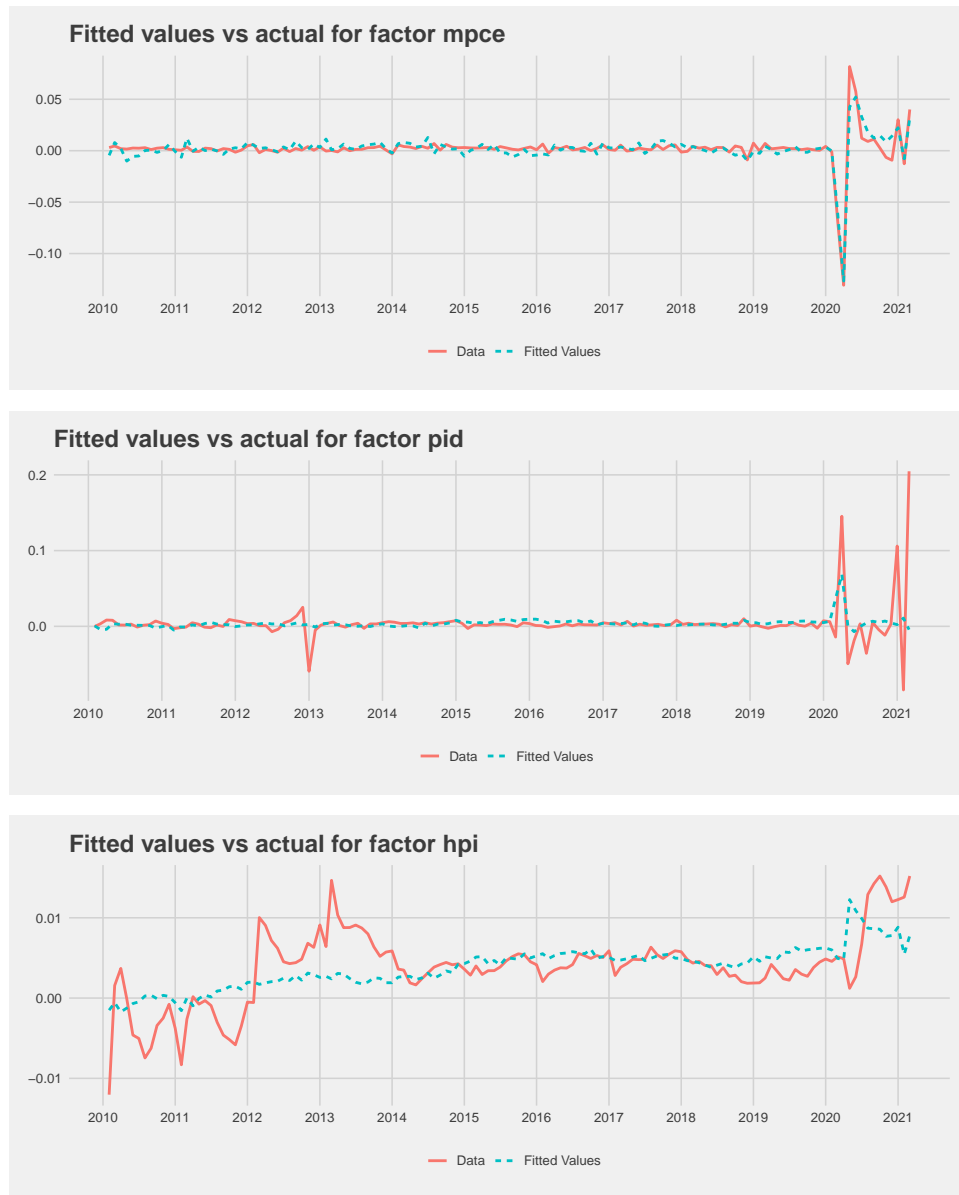 Fitted values vs actual for factor mpce
0.05
0.00
−0.05
−0.10
2010 2011 2012 2013 2014 2015 2016 2017 2018 2019 2020 2021
Data Fitted Values
Fitted values vs actual for factor pid
0.2
0.1
0.0
2010 2011 2012 2013 2014 2015 2016 2017 2018 2019 2020 2021
Data Fitted Values
Fitted values vs actual for factor hpi
0.01
0.00
−0.01
2010 2011 2012 2013 2014 2015 2016 2017 2018 2019 2020 2021
Data Fitted Values